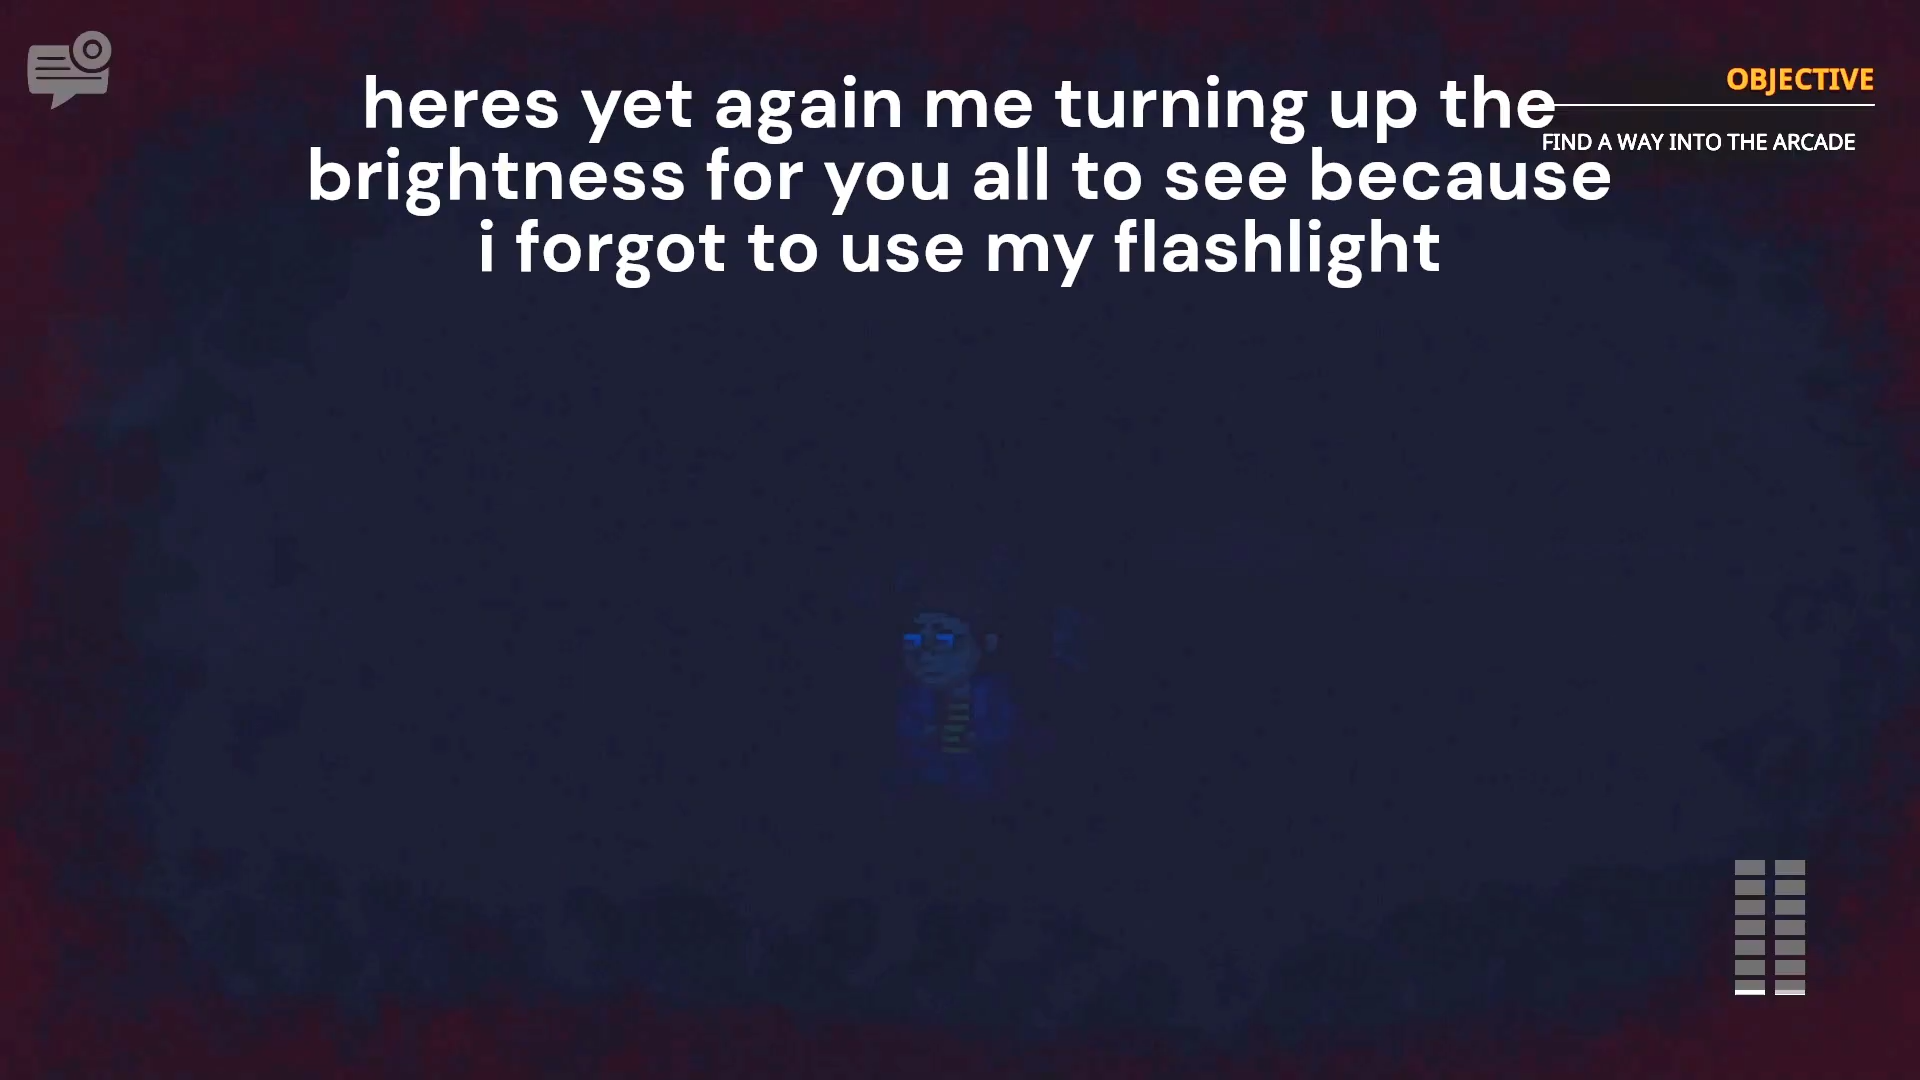 heres yet again me turning up the
brightness for you all to see because
i forgot to use my flashlight
OBJECTIVE
FIND A WAY INTO THE ARCADE